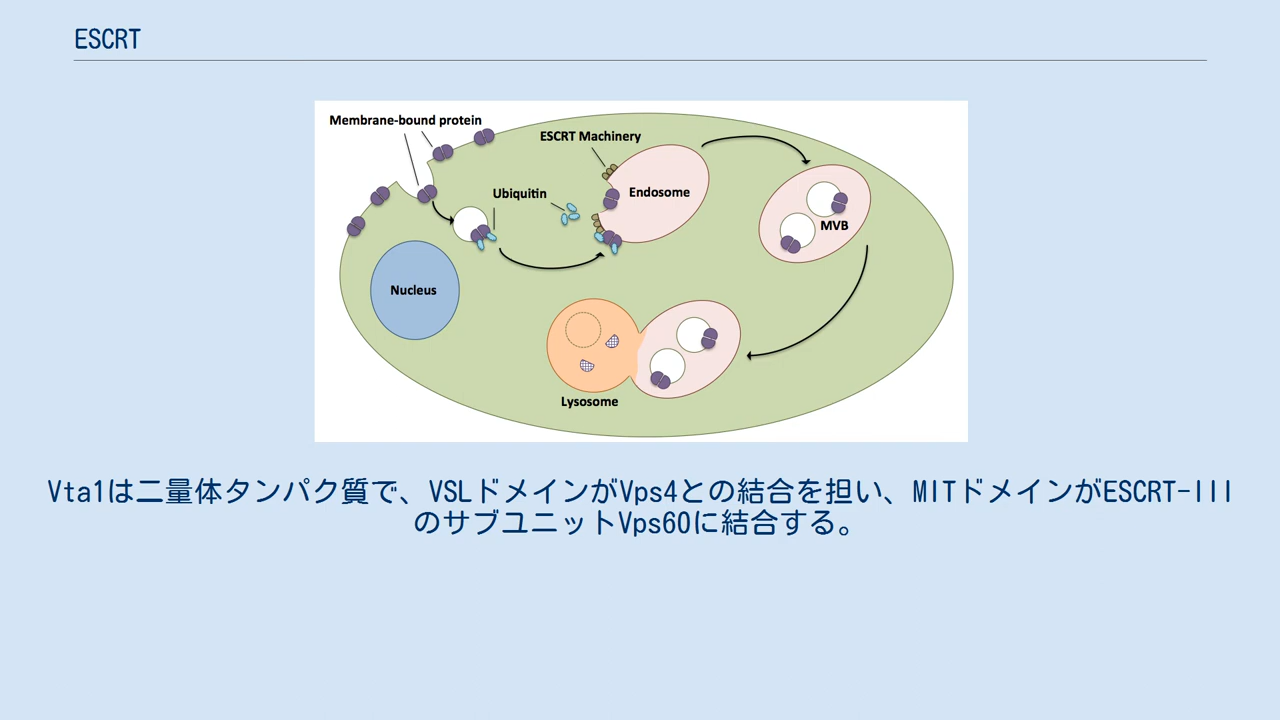 ESCRT
Membrane-bound protein
ESCRT Machinery
Ubiquitin
Endosome
MVB
Nucleus
Lysosome
Vta1は二量体タンパク質で、VSLドメインがVps4との結合を担い、MITドメインがESCRT-III
のサブユニットVps60に結合する。